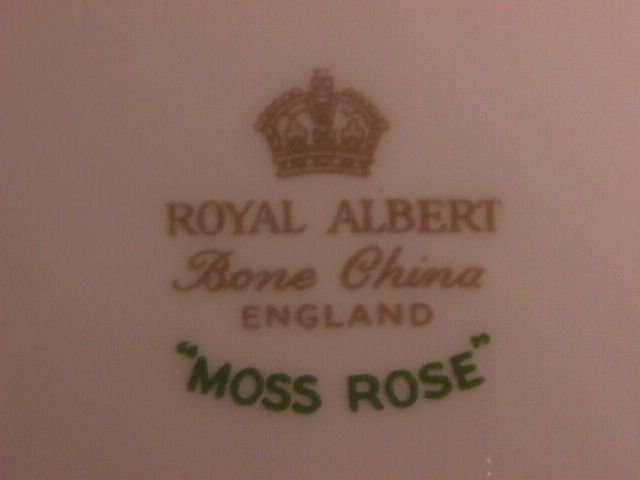 ROYAL ALBERT
Bone China
ENGLAND
"MOSS ROSE"